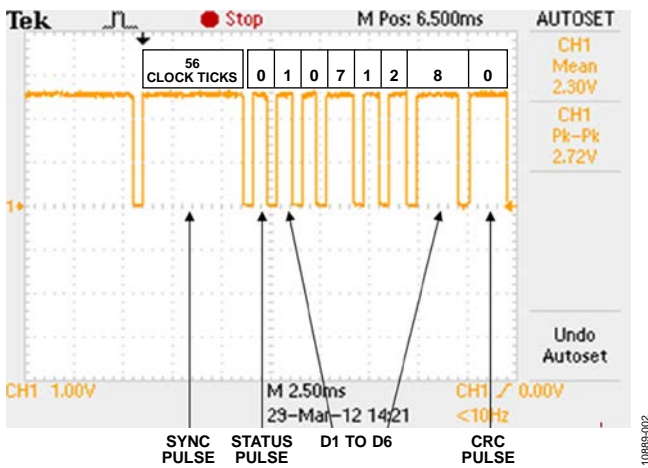 Tek Stop M Pos: 6.500ms AUTOSET
CH1
Mean
2.30V
CH1
Pk-Pk
2.72V
56
CLOCK TICKS 0 1 0 7 1 2 8 0
1
Undo
Autoset
CH1 1.00V M 2.50ms CH1 0.00V
29-Mar-12 14:21 <10Hz
SYNC
PULSE
STATUS
PULSE
D1 TO D6
CRC
PULSE
10889-002